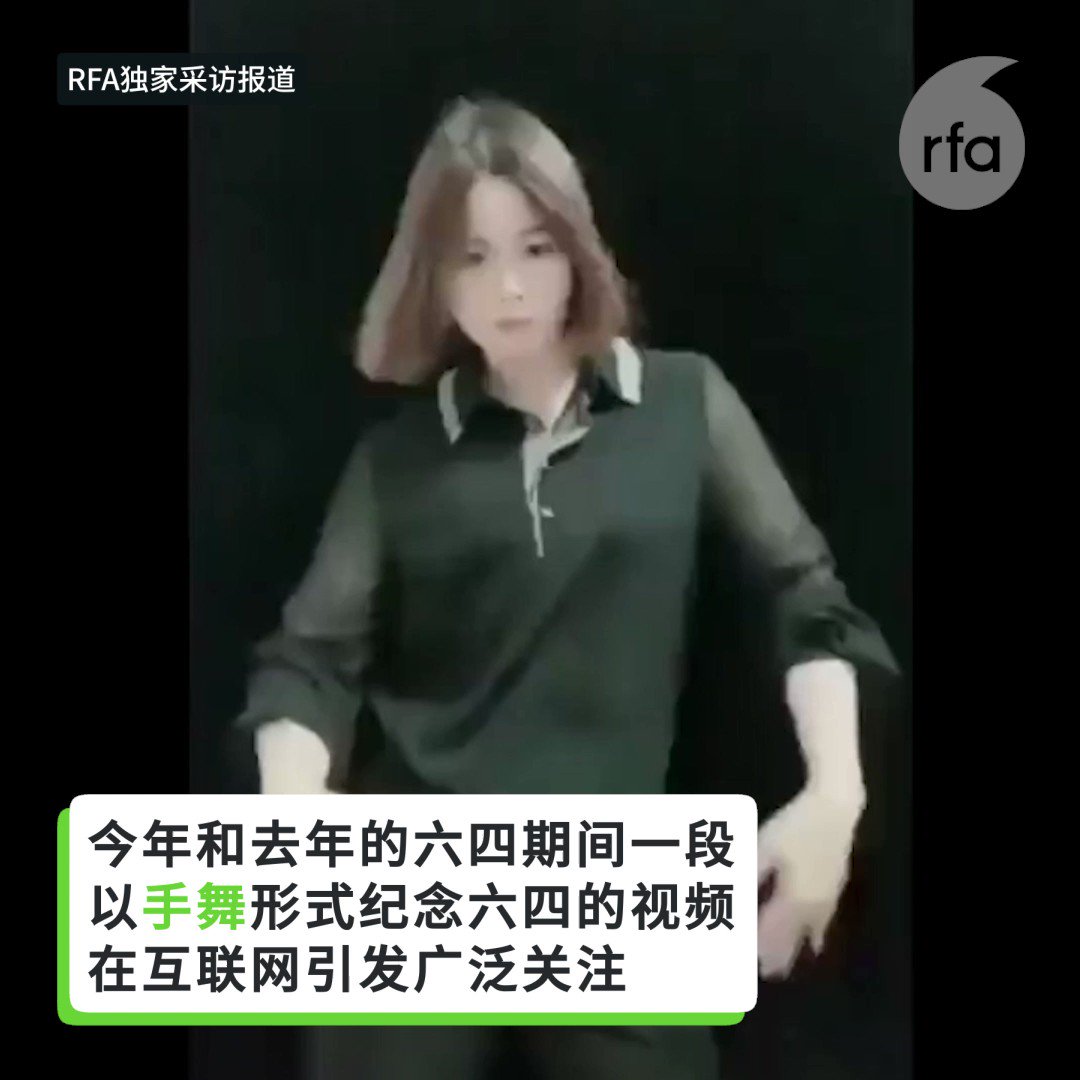 RFA独家采访报道
rfa
今年和去年的六四期间一段
以手舞形式纪念六四的视频
在互联网引发广泛关注